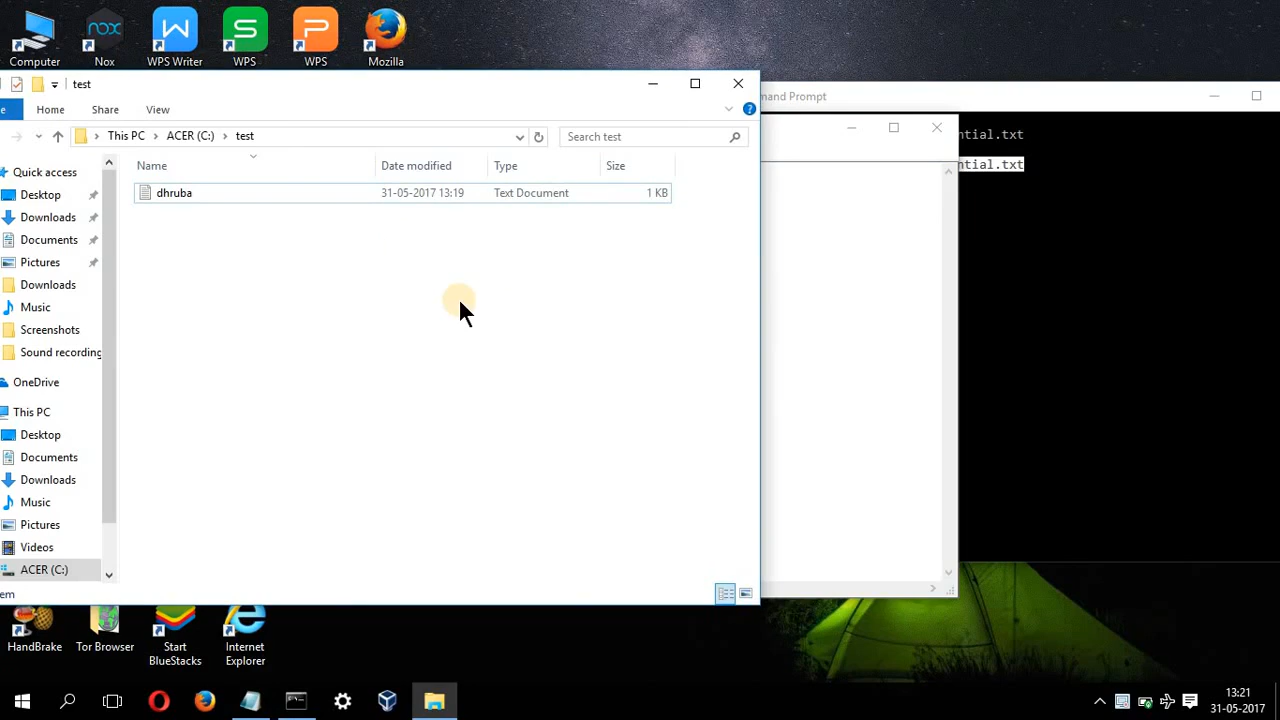 Computer
Nox
WPS Writer
WPS
WPS
Mozilla
nox
W
S
P
test
mand Prompt
e
Home
Share
View
This PC
ACER (C:)
test
Search test
ntial.txt
ntial.txt
Name
Date modified
Type
Size
dhruba
31-05-2017 13:19
Text Document
1 KB
Quick access
Desktop
Downloads
Documents
Pictures
Downloads
Music
Screenshots
Sound recording
OneDrive
This PC
Desktop
Documents
Downloads
Music
Pictures
Videos
ACER (C:)
em
HandBrake
Tor Browser
Start
BlueStacks
Internet
Explorer
13:21
31-05-2017